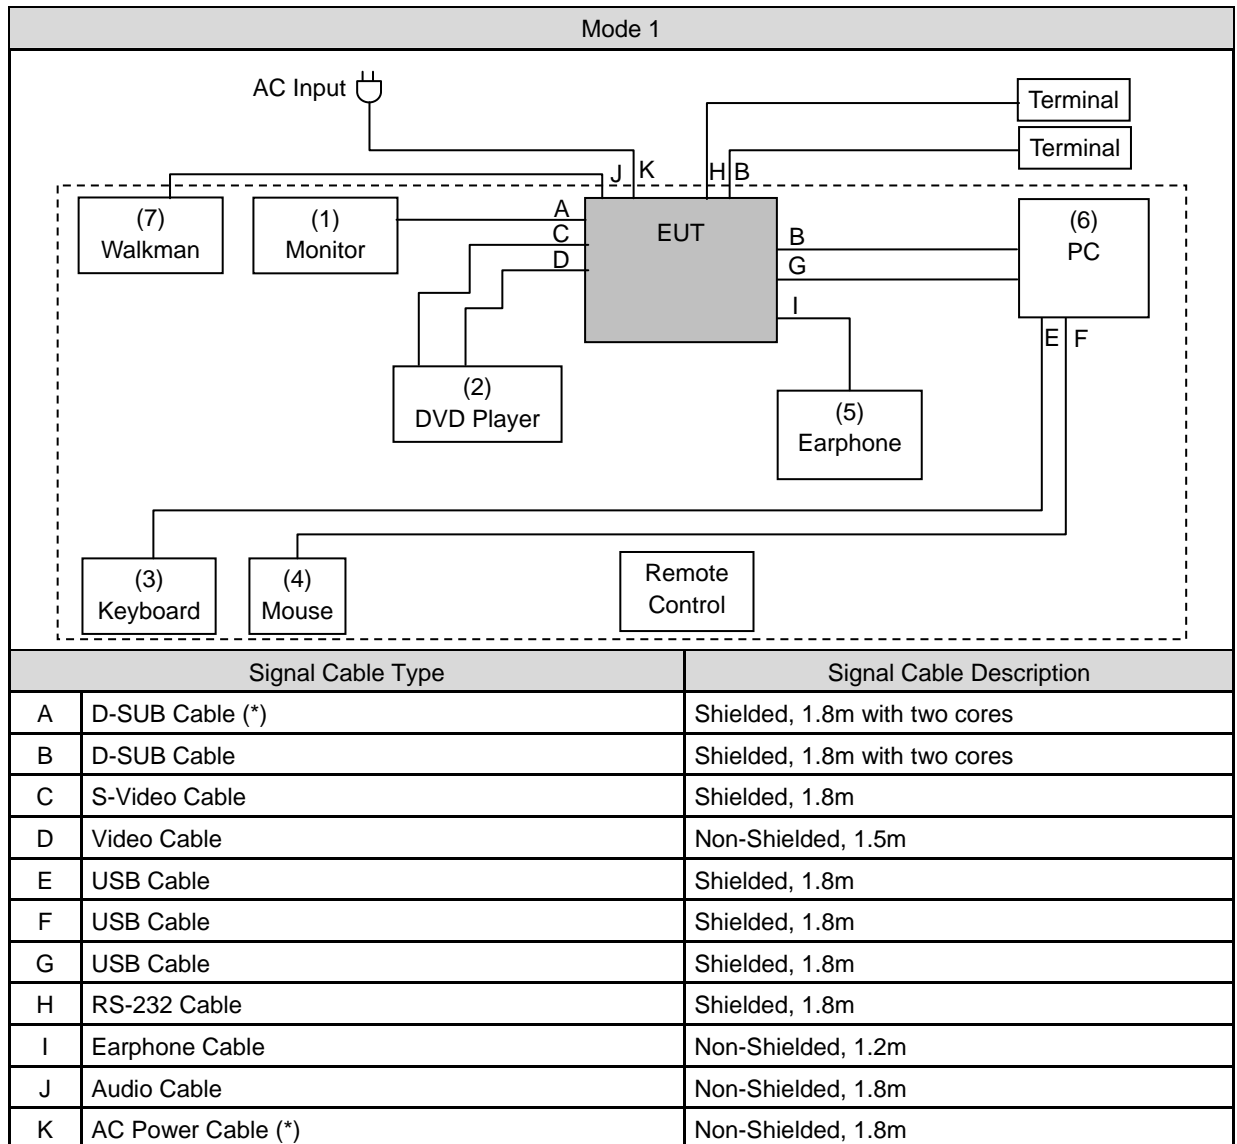 Mode 1
AC Input
Terminal
Terminal
J
K
H
B
(7)
Walkman
(1)
Monitor
A
C
D
EUT
B
G
I
(6)
PC
E
F
(2)
DVD Player
(5)
Earphone
(3)
Keyboard
(4)
Mouse
Remote
Control
Signal Cable Type Signal Cable Description
A D-SUB Cable (*) Shielded, 1.8m with two cores
B D-SUB Cable Shielded, 1.8m with two cores
C S-Video Cable Shielded, 1.8m
D Video Cable Non-Shielded, 1.5m
E USB Cable Shielded, 1.8m
F USB Cable Shielded, 1.8m
G USB Cable Shielded, 1.8m
H RS-232 Cable Shielded, 1.8m
I Earphone Cable Non-Shielded, 1.2m
J Audio Cable Non-Shielded, 1.8m
K AC Power Cable (*) Non-Shielded, 1.8m